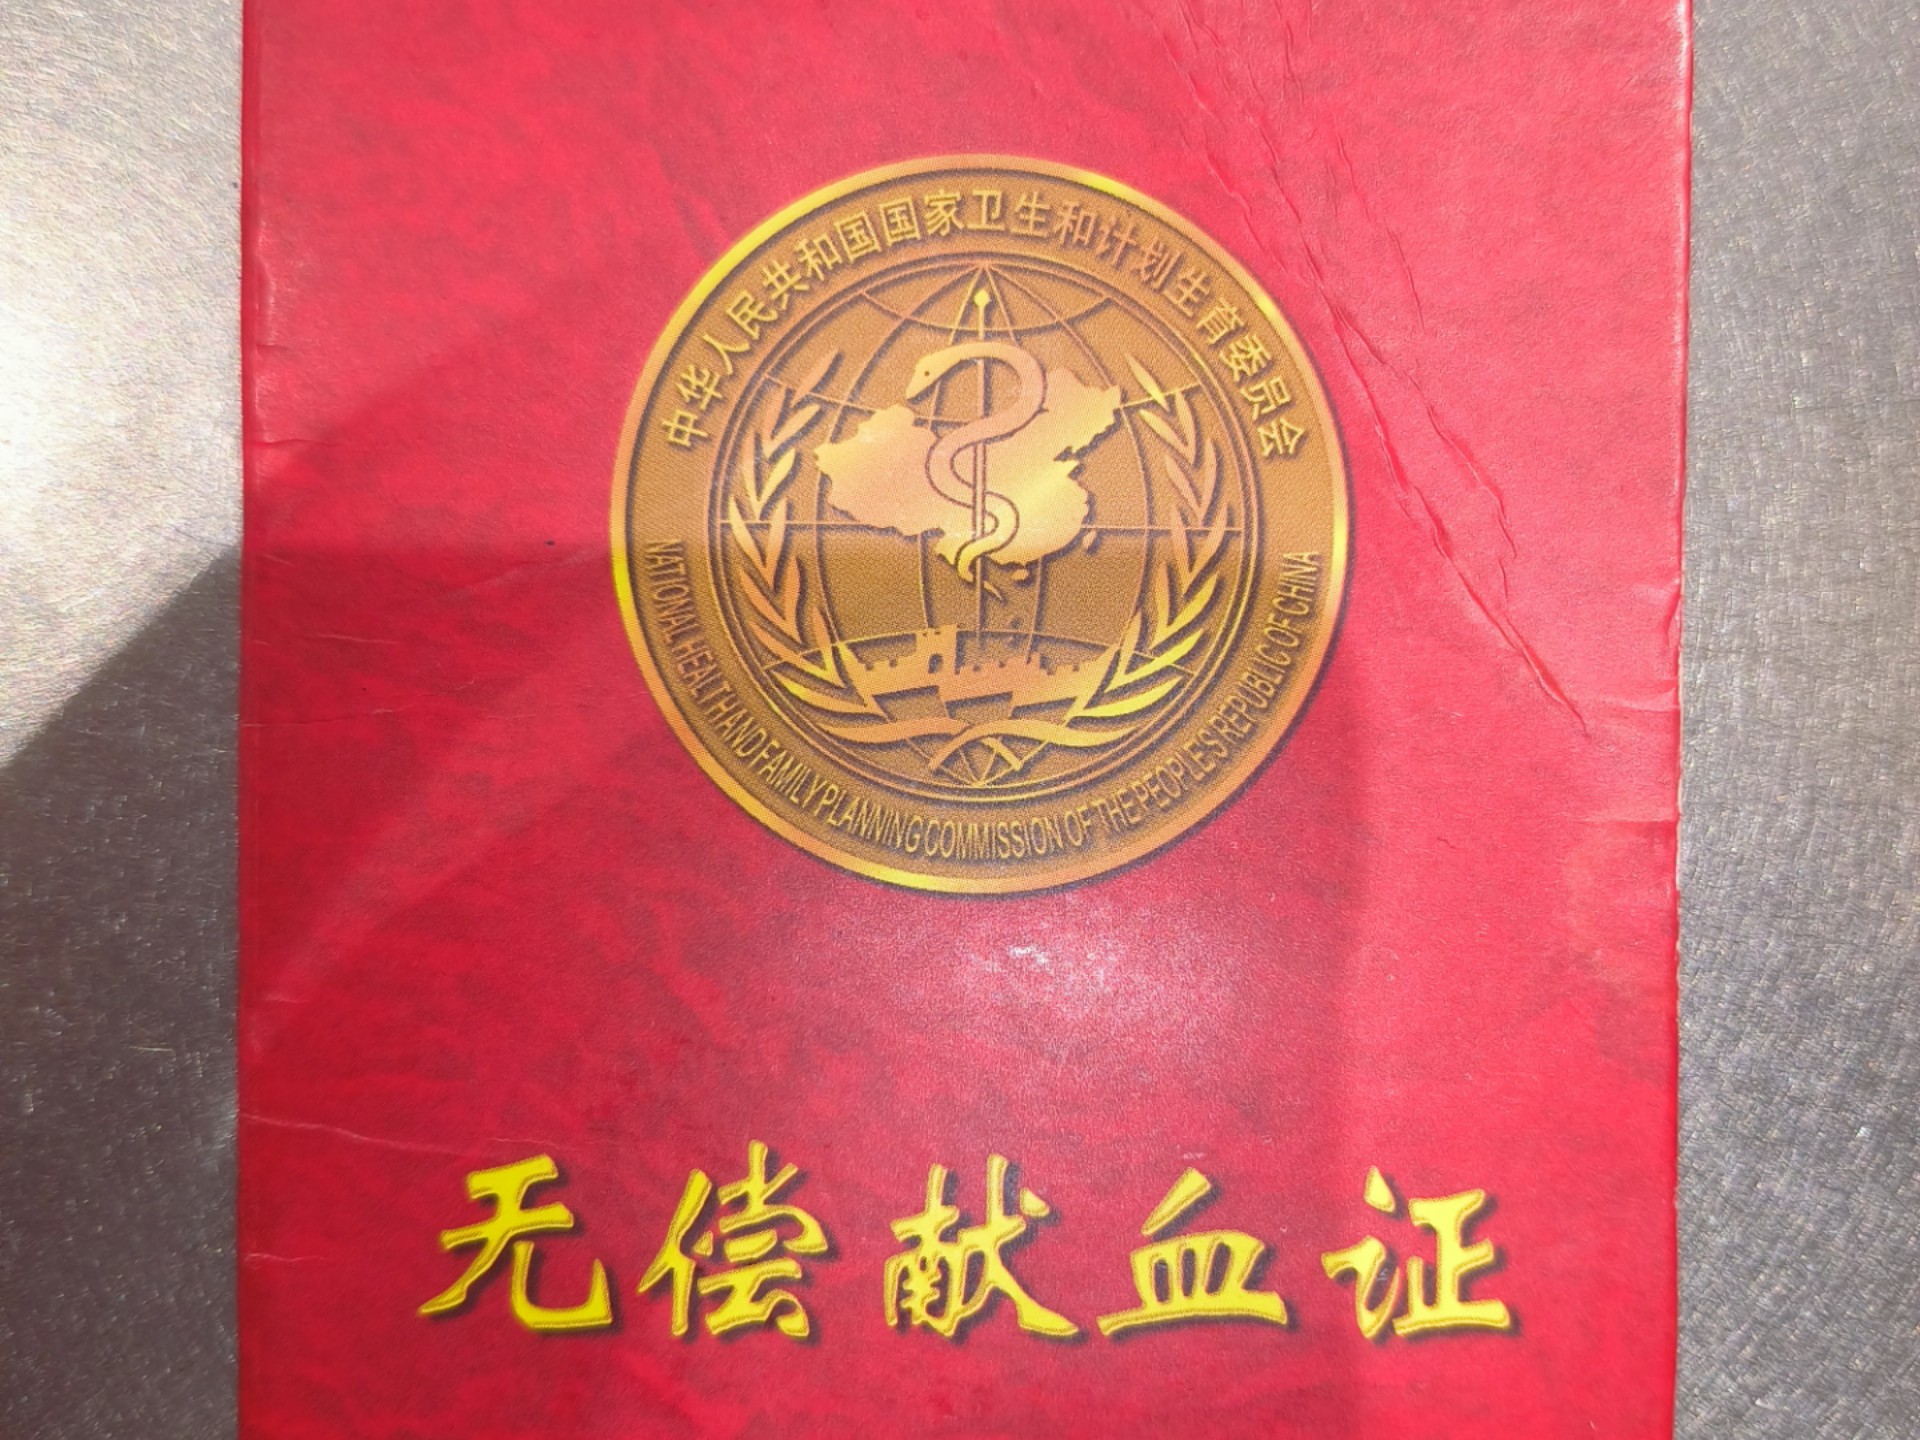 中华人民共和国国家卫生和计划生育委员会
NATIONAL HEALTH AND FAMILY PLANNING COMMISSION OF THE PEOPLE'S REPUBLIC OF CHINA
无偿献血证